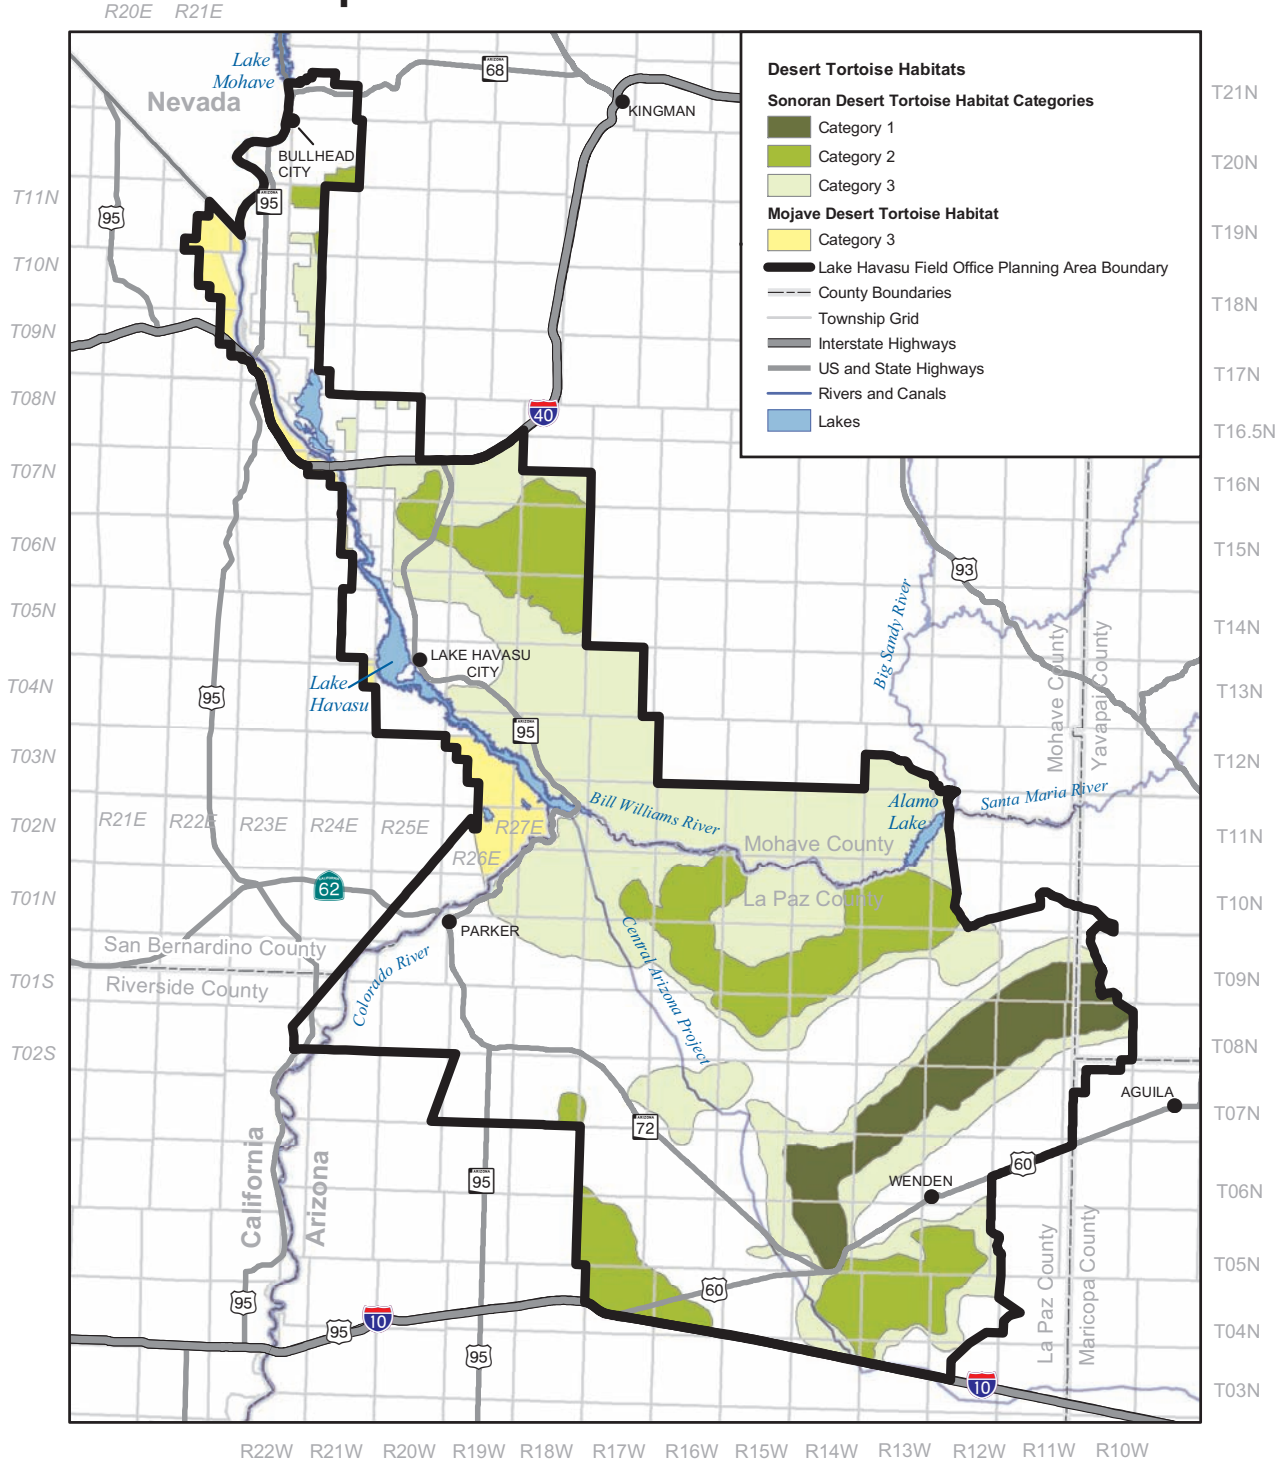 R20E R21E
Desert Tortoise Habitats
Sonoran Desert Tortoise Habitat Categories
Category 1
Category 2
Category 3
Mojave Desert Tortoise Habitat
Category 3
Lake Havasu Field Office Planning Area Boundary
County Boundaries
Township Grid
Interstate Highways
US and State Highways
Rivers and Canals
Lakes
Lake
Mohave
Nevada
ARIZONA
68
KINGMAN
BULLHEAD
CITY
ARIZONA
95
95
40
93
Big Sandy River
Mohave County
Yavapai County
LAKE HAVASU
CITY
Lake
Havasu
95
ARIZONA
95
Bill Williams River
Alamo
Lake
Santa Maria River
R21E R22E R23E R24E R25E R27E
R26E
Mohave County
La Paz County
CALIFORNIA
62
PARKER
San Bernardino County
Riverside County
Colorado River
Central Arizona Project
AGUILA
ARIZONA
72
60
WENDEN
ARIZONA
95
California
Arizona
La Paz County
Maricopa County
60
95
10
95
95
10
T11N
T10N
T09N
T08N
T07N
T06N
T05N
T04N
T03N
T02N
T01N
T01S
T02S
T21N
T20N
T19N
T18N
T17N
T16.5N
T16N
T15N
T14N
T13N
T12N
T11N
T10N
T09N
T08N
T07N
T06N
T05N
T04N
T03N
R22W R21W R20W R19W R18W R17W R16W R15W R14W R13W R12W R11W R10W